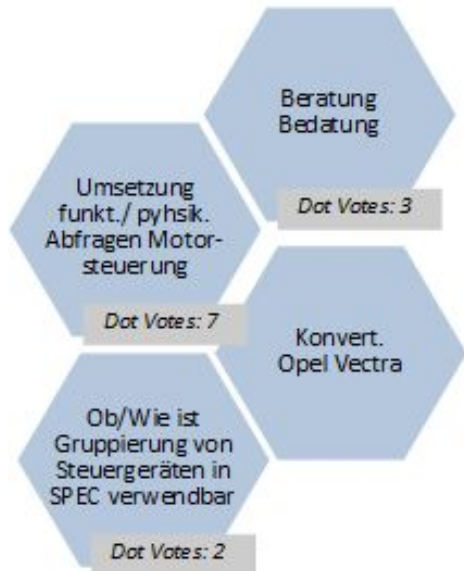 Beratung
Bedatung
Dot Votes: 3
Umsetzung
funkt./ pyhsik.
Abfragen Motor-
steuerung
Dot Votes: 7
Konvert.
Opel Vectra
Ob/Wie ist
Gruppierung von
Steuergeräten in
SPEC verwendbar
Dot Votes: 2